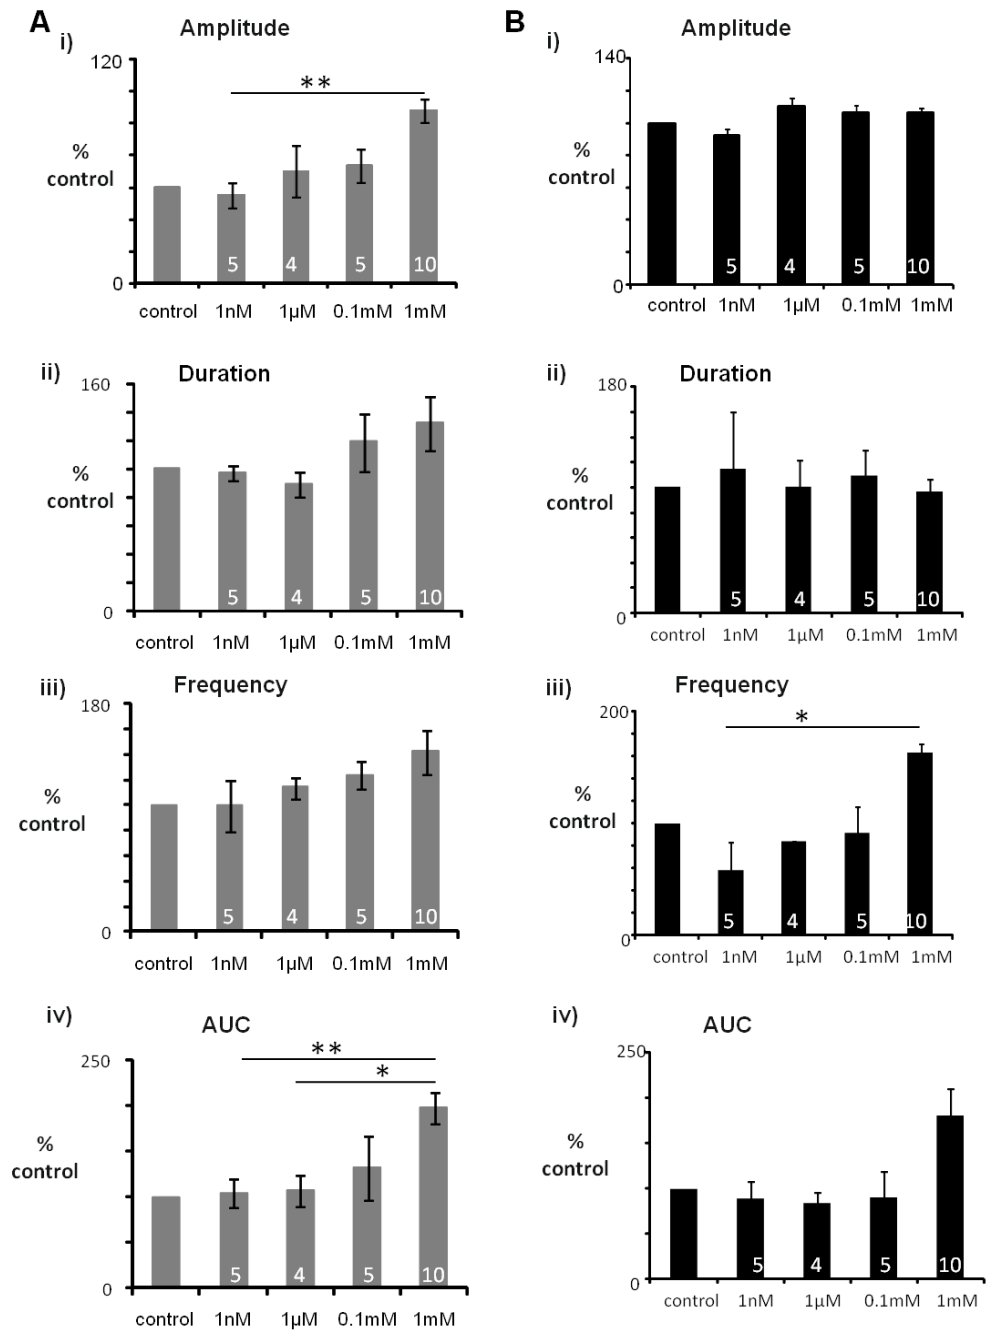 A
i)
Amplitude
120
**
%
control
0
5
4
5
10
control 1nM 1µM 0.1mM 1mM
ii)
Duration
160
%
control
0
5
4
5
10
control 1nM 1µM 0.1mM 1mM
iii)
Frequency
180
%
control
0
5
4
5
10
control 1nM 1µM 0.1mM 1mM
iv)
AUC
250
**
*
%
control
0
5
4
5
10
control 1nM 1µM 0.1mM 1mM
B
i)
Amplitude
140
%
control
0
5
4
5
10
control 1nM 1µM 0.1mM 1mM
ii)
Duration
180
%
control
0
5
4
5
10
control 1nM 1µM 0.1mM 1mM
iii)
Frequency
200
*
%
control
0
5
4
5
10
control 1nM 1µM 0.1mM 1mM
iv)
AUC
250
%
control
0
5
4
5
10
control 1nM 1µM 0.1mM 1mM